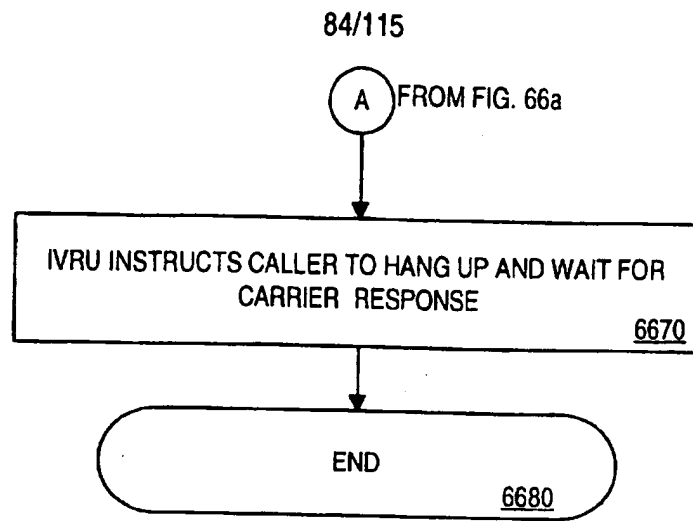 84/115
A FROM FIG. 66a
IVRU INSTRUCTS CALLER TO HANG UP AND WAIT FOR
CARRIER RESPONSE
6670
END
6680